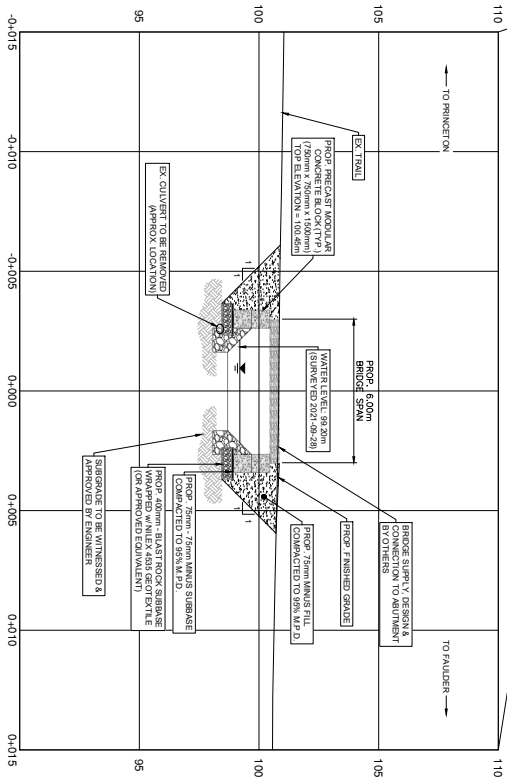 110
105
100
95
TO PRINCETON
TO FAULDER
EX. TRAIL
PROP. PRECAST MODULAR
CONCRETE BLOCK (TYP.)
(750mm x 750mm x 1500mm)
TOP ELEVATION = 100.45m
EX. CULVERT TO BE REMOVED
(APPROX. LOCATION)
PROP. 6.00m
BRIDGE SPAN
WATER LEVEL: 99.20m
(SURVEYED 2021-09-28)
BRIDGE SUPPLY, DESIGN &
CONNECTION TO ABUTMENT
BY OTHERS
PROP. FINISHED GRADE
PROP. 75mm MINUS FILL
COMPACTED TO 95% M.P.D.
PROP. 75mm - 75mm MINUS SUBBASE
COMPACTED TO 95% M.P.D.
PROP. 400mm - BLAST ROCK SUBBASE
WRAPPED w/ NILEX 4535 GEOTEXTILE
(OR APPROVED EQUIVALENT)
SUBGRADE TO BE WITNESSED &
APPROVED BY ENGINEER
1
1
1
1
110
105
100
95
-0+015
-0+010
-0+005
0+000
0+005
0+010
0+015